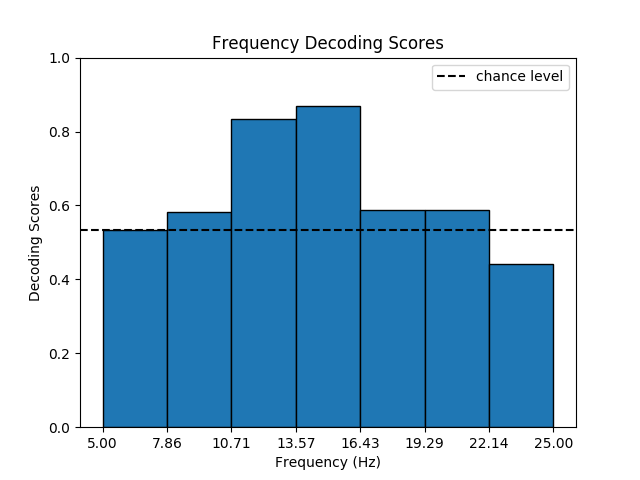 Frequency Decoding Scores
1.0
chance level
0.8
0.6
0.4
0.2
0.0
Decoding Scores
5.00 7.86 10.71 13.57 16.43 19.29 22.14 25.00
Frequency (Hz)